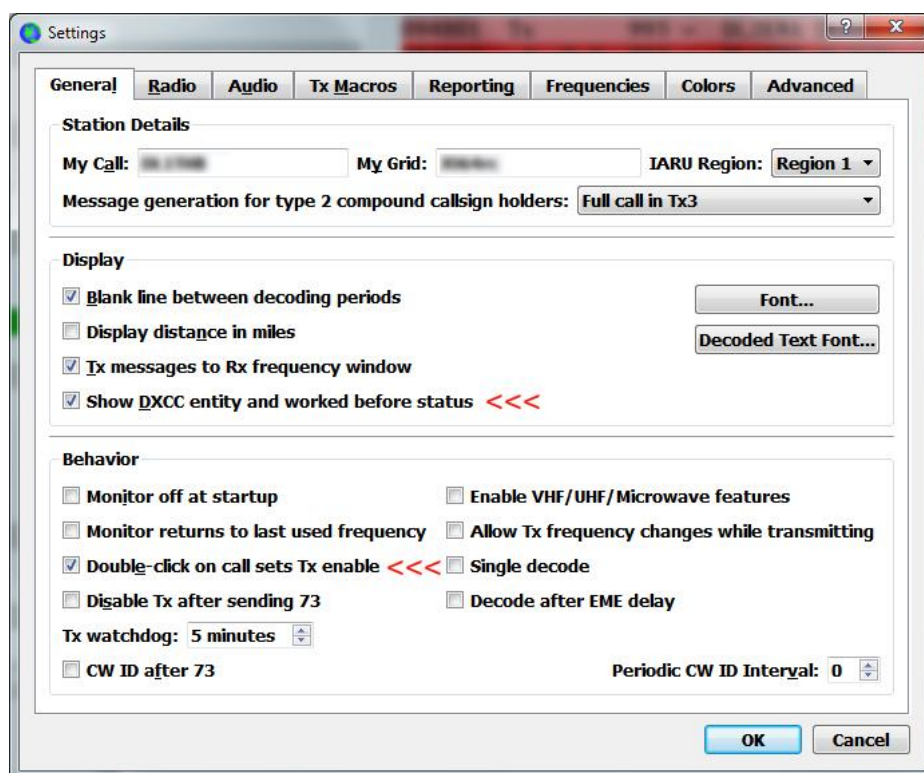 Settings
General Radio Audio Tx Macros Reporting Frequencies Colors Advanced
Station Details
My Call: My Grid: IARU Region: Region 1
Message generation for type 2 compound callsign holders: Full call in Tx3
Display
Blank line between decoding periods
Font...
Display distance in miles
Decoded Text Font...
Tx messages to Rx frequency window
Show DXCC entity and worked before status <<<
Behavior
Monitor off at startup Enable VHF/UHF/Microwave features
Monitor returns to last used frequency Allow Tx frequency changes while transmitting
Double-click on call sets Tx enable <<< Single decode
Disable Tx after sending 73 Decode after EME delay
Tx watchdog: 5 minutes
CW ID after 73 Periodic CW ID Interval: 0
OK Cancel